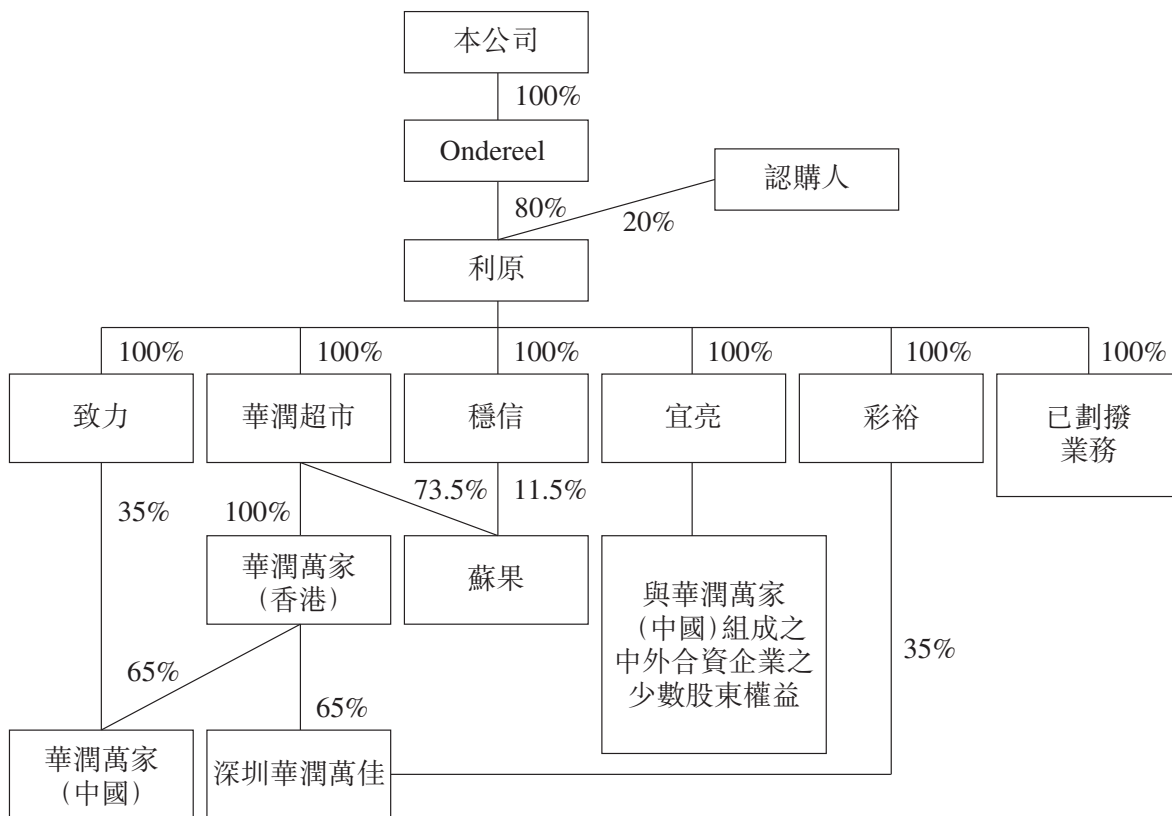 本公司
100%
Ondereel
認購人
80%
20%
利原
100%
100%
100%
100%
100%
100%
致力
華潤超市
穩信
宜亮
彩裕
已劃撥
業務
35%
100%
73.5%
11.5%
華潤萬家
（香港）
蘇果
與華潤萬家
（中國）組成之
中外合資企業之
少數股東權益
35%
65%
65%
華潤萬家
（中國）
深圳華潤萬佳